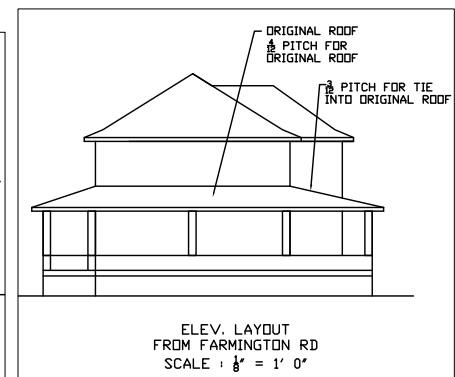 ORIGINAL ROOF
4/12 PITCH FOR
ORIGINAL ROOF
3/12 PITCH FOR TIE
INTO ORIGINAL ROOF
ELEV. LAYOUT
FROM FARMINGTON RD
SCALE : 1/8" = 1' 0"